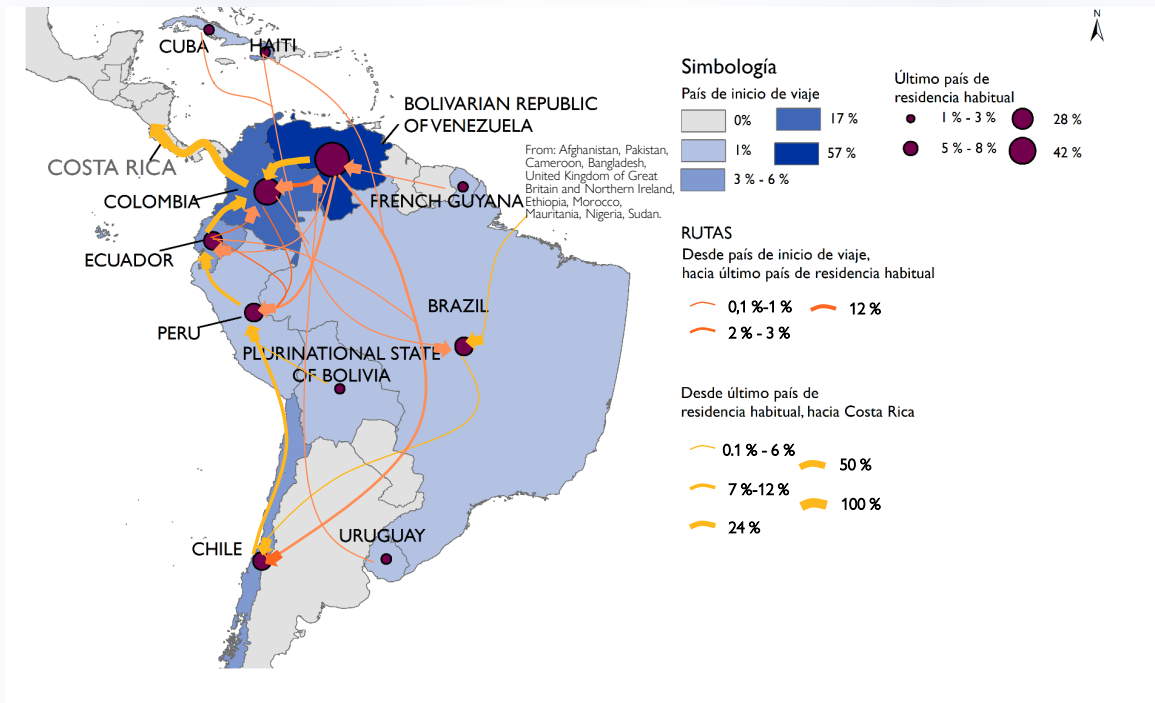 N
CUBA
HAITI
BOLIVARIAN REPUBLIC
OF VENEZUELA
From: Afghanistan, Pakistan,
Cameroon, Bangladesh,
United Kingdom of Great
Britain and Northern Ireland,
Ethiopia, Morocco,
Mauritania, Nigeria, Sudan.
COSTA RICA
COLOMBIA
FRENCH GUYANA
ECUADOR
BRAZIL
PERU
PLURINATIONAL STATE
OF BOLIVIA
CHILE
URUGUAY
Simbología
País de inicio de viaje
0%
17 %
1%
57 %
3 % - 6 %
Último país de
residencia habitual
1 % - 3 %
28 %
5 % - 8 %
42 %
RUTAS
Desde país de inicio de viaje,
hacia último país de residencia habitual
0,1 %-1 %
12 %
2 % - 3 %
Desde último país de
residencia habitual, hacia Costa Rica
0.1 % - 6 %
50 %
7 %-12 %
100 %
24 %